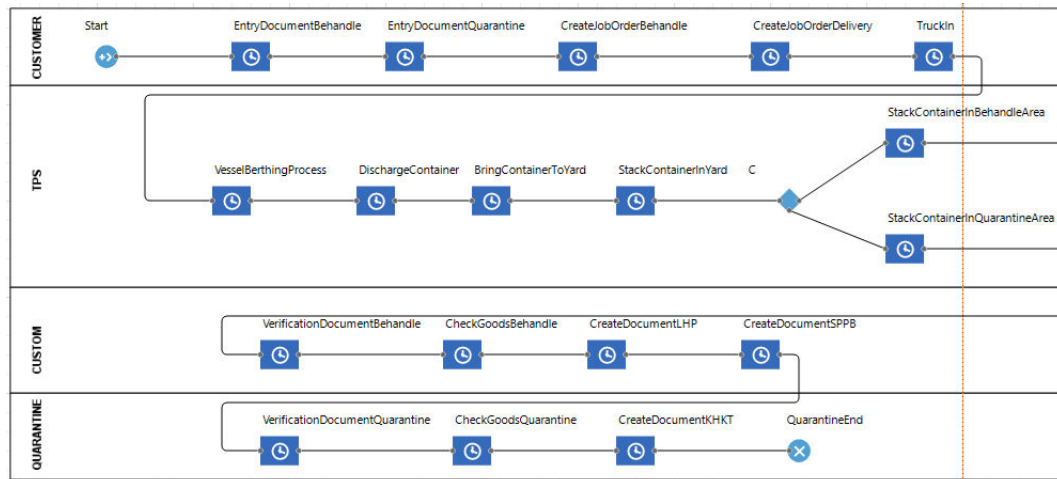 CUSTOMER
Start
EntryDocumentBehandle
EntryDocumentQuarantine
CreateJobOrderBehandle
CreateJobOrderDelivery
TruckIn
TPS
VesselBerthingProcess
DischargeContainer
BringContainerToYard
StackContainerInYard
C
StackContainerInBehandleArea
StackContainerInQuarantineArea
CUSTOM
VerificationDocumentBehandle
CheckGoodsBehandle
CreateDocumentLHP
CreateDocumentSPPB
QUARANTINE
VerificationDocumentQuarantine
CheckGoodsQuarantine
CreateDocumentKHKT
QuarantineEnd